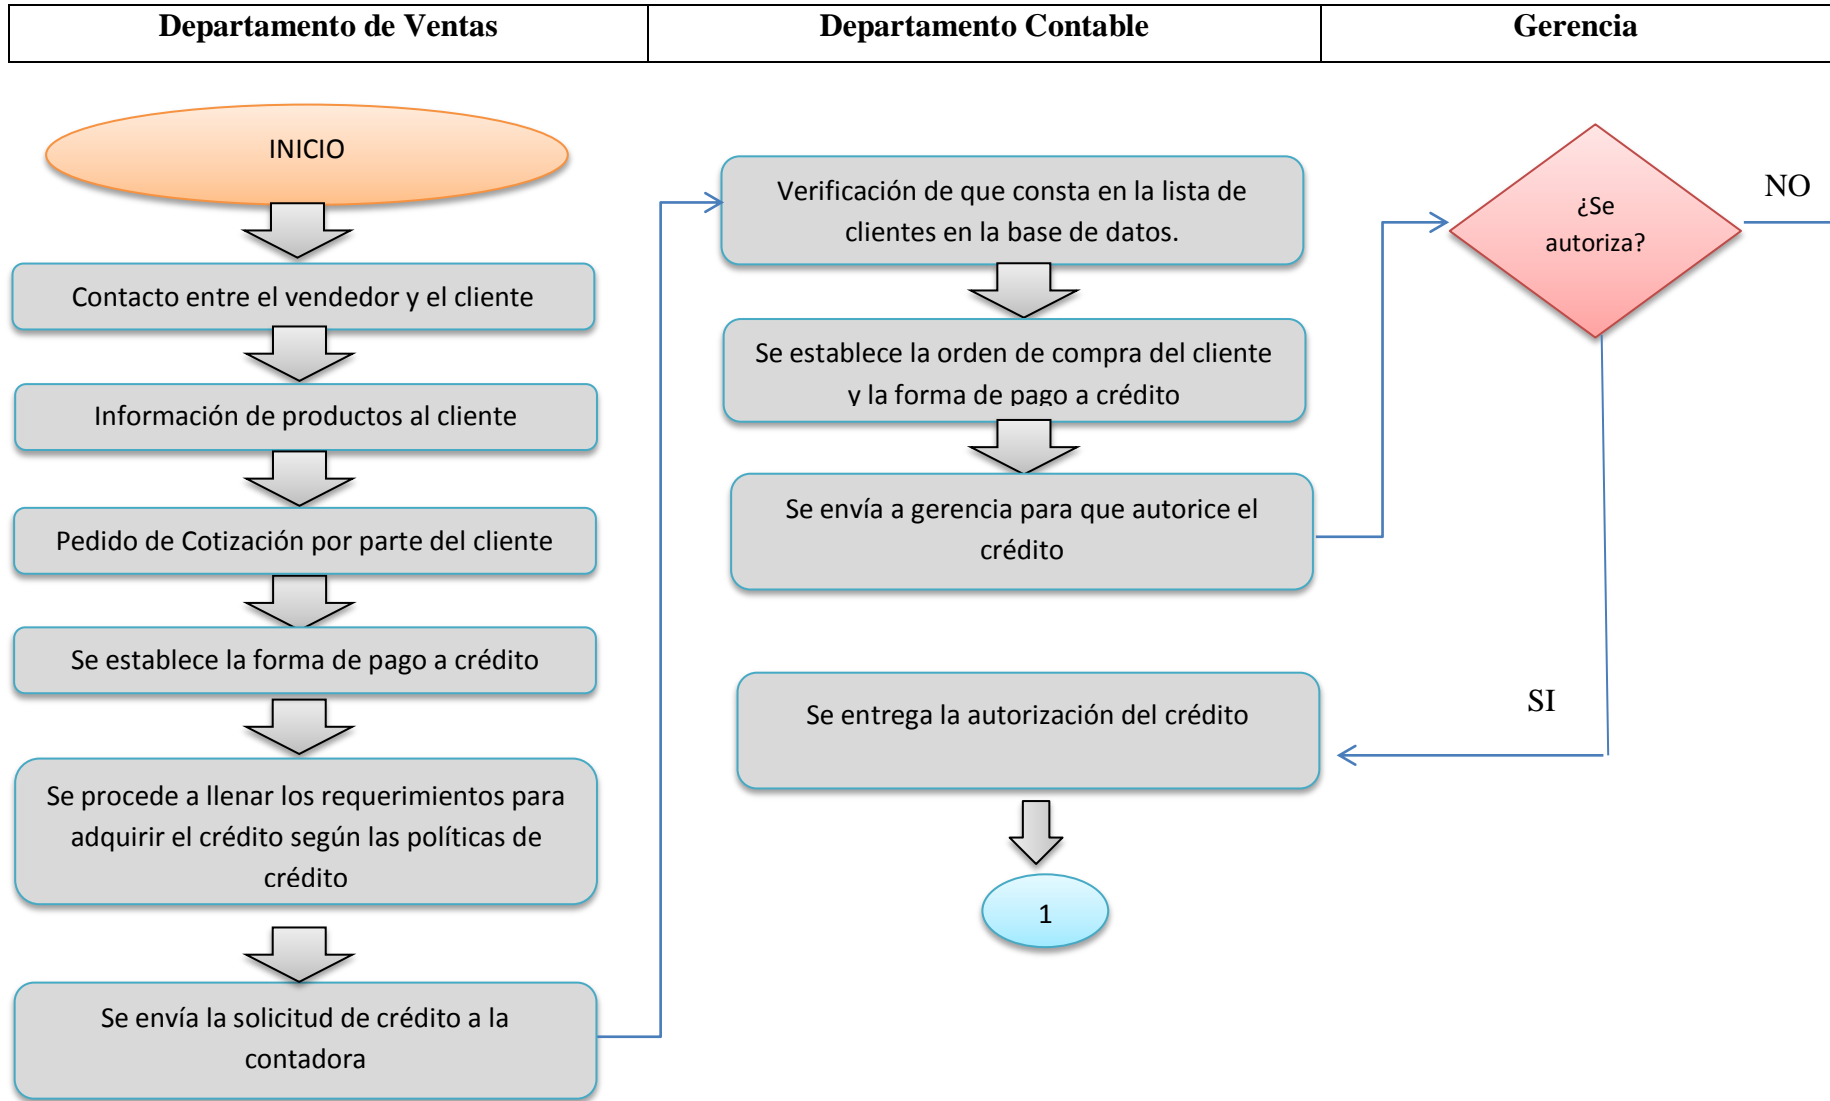 Departamento de Ventas
Departamento Contable
Gerencia
INICIO
Contacto entre el vendedor y el cliente
Información de productos al cliente
Pedido de Cotización por parte del cliente
Se establece la forma de pago a crédito
Se procede a llenar los requerimientos para
adquirir el crédito según las políticas de
crédito
Se envía la solicitud de crédito a la
contadora
Verificación de que consta en la lista de
clientes en la base de datos.
Se establece la orden de compra del cliente
y la forma de pago a crédito
Se envía a gerencia para que autorice el
crédito
Se entrega la autorización del crédito
1
¿Se
autoriza?
NO
SI